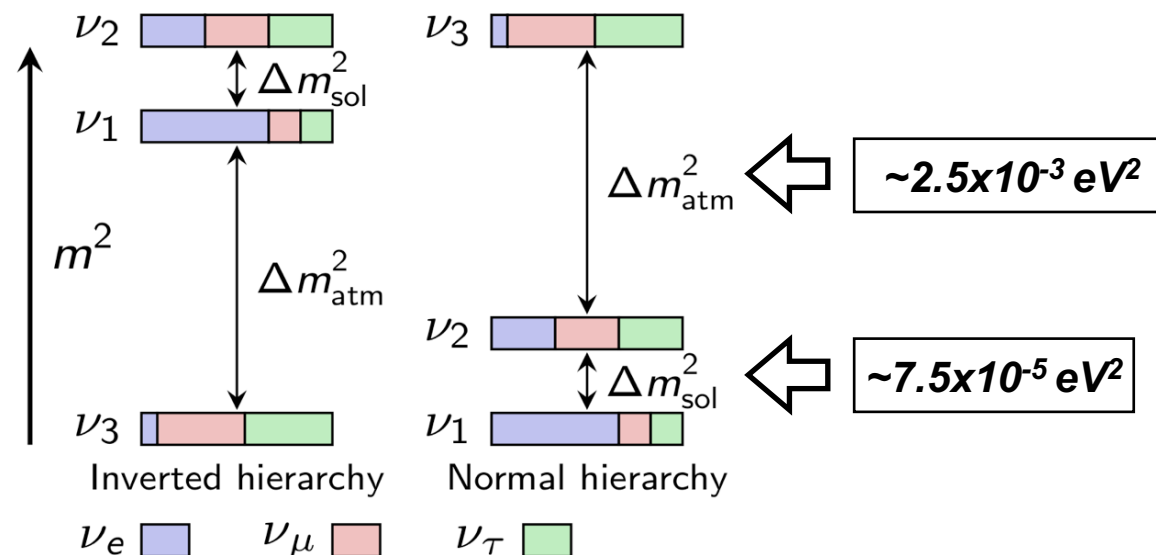 ν₂
Δm²sol
ν₁
m²
Δm²atm
ν₃
Inverted hierarchy
ν₃
Δm²atm
~2.5x10⁻³ eV²
ν₂
Δm²sol
~7.5x10⁻⁵ eV²
ν₁
Normal hierarchy
νₑ νμ ντ